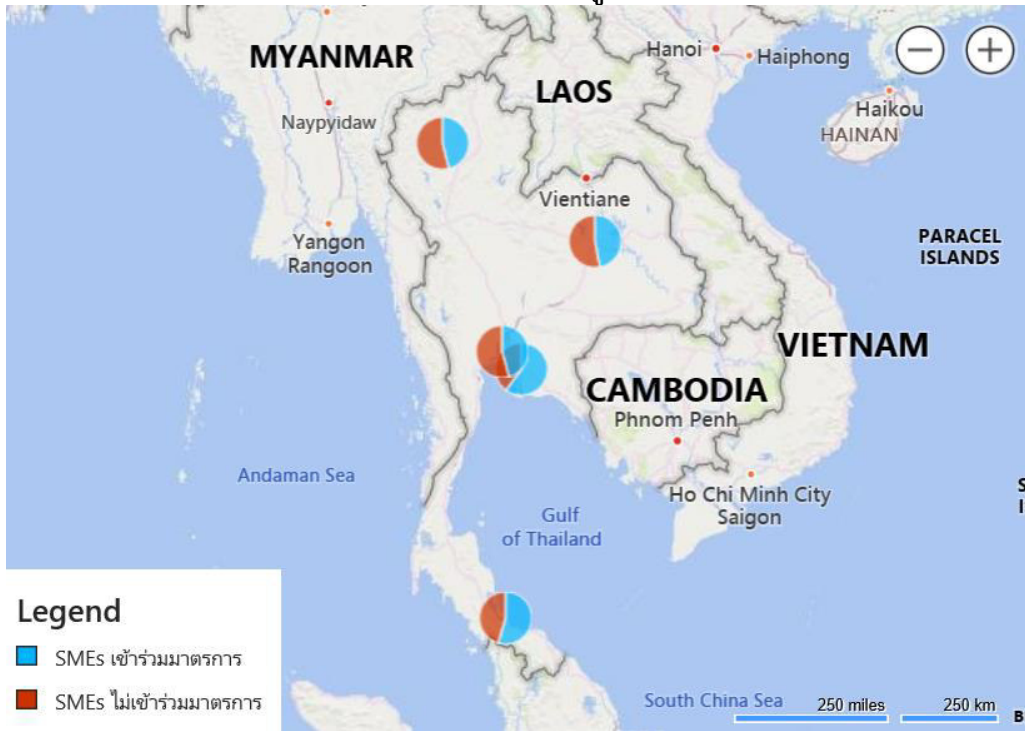 MYANMAR
Hanoi
Haiphong
LAOS
Haikou
HAINAN
Naypyidaw
Vientiane
Yangon
Rangoon
PARACEL
ISLANDS
VIETNAM
CAMBODIA
Phnom Penh
Andaman Sea
Ho Chi Minh City
Saigon
Gulf
of Thailand
Legend
SMEs เข้าร่วมมาตรการ
SMEs ไม่เข้าร่วมมาตรการ
South China Sea
250 miles
250 km